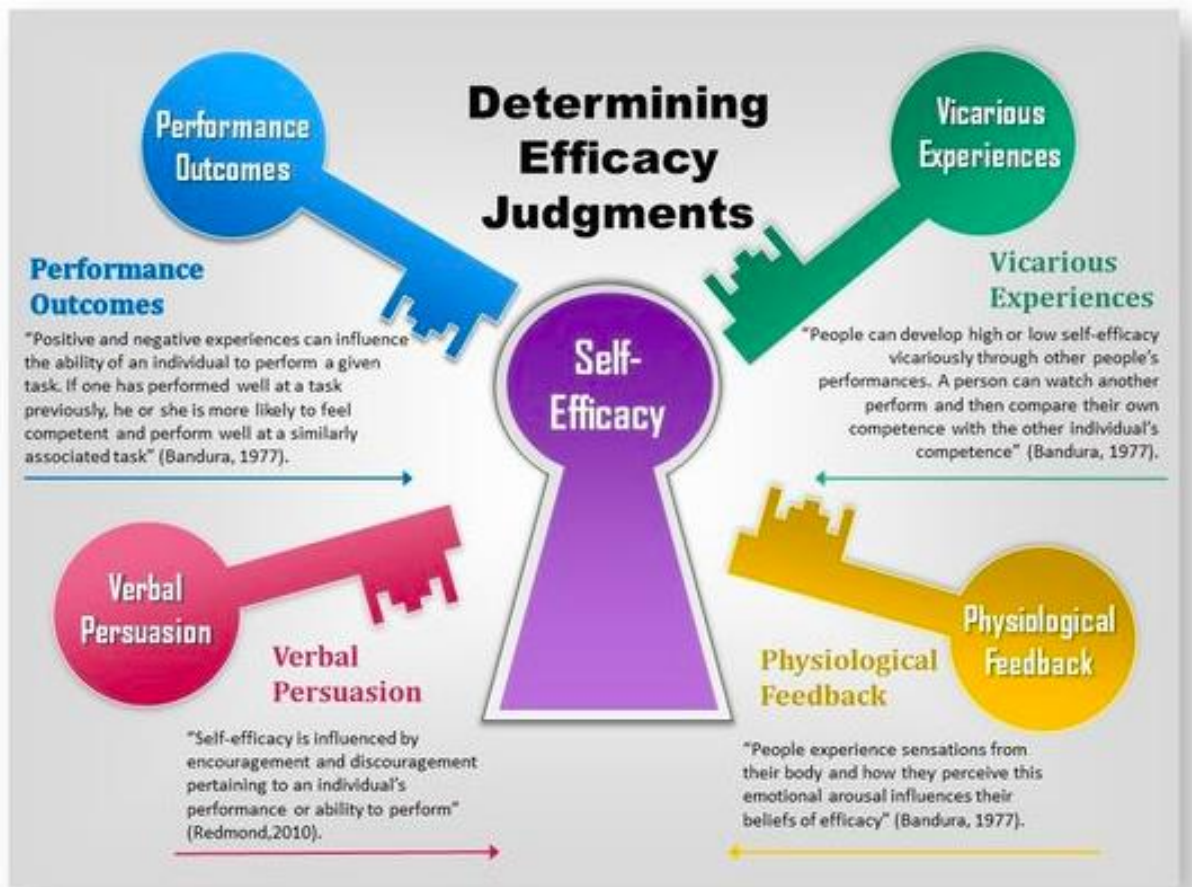 Determining
Efficacy
Judgments
Performance
Outcomes
Performance
Outcomes
"Positive and negative experiences can influence
the ability of an individual to perform a given
task. If one has performed well at a task
previously, he or she is more likely to feel
competent and perform well at a similarly
associated task" (Bandura, 1977).
Vicarious
Experiences
Vicarious
Experiences
"People can develop high or low self-efficacy
vicariously through other people's
performances. A person can watch another
perform and then compare their own
competence with the other individual's
competence" (Bandura, 1977).
Self-
Efficacy
Verbal
Persuasion
Verbal
Persuasion
"Self-efficacy is influenced by
encouragement and discouragement
pertaining to an individual's
performance or ability to perform"
(Redmond,2010).
Physiological
Feedback
Physiological
Feedback
"People experience sensations from
their body and how they perceive this
emotional arousal influences their
beliefs of efficacy" (Bandura, 1977).